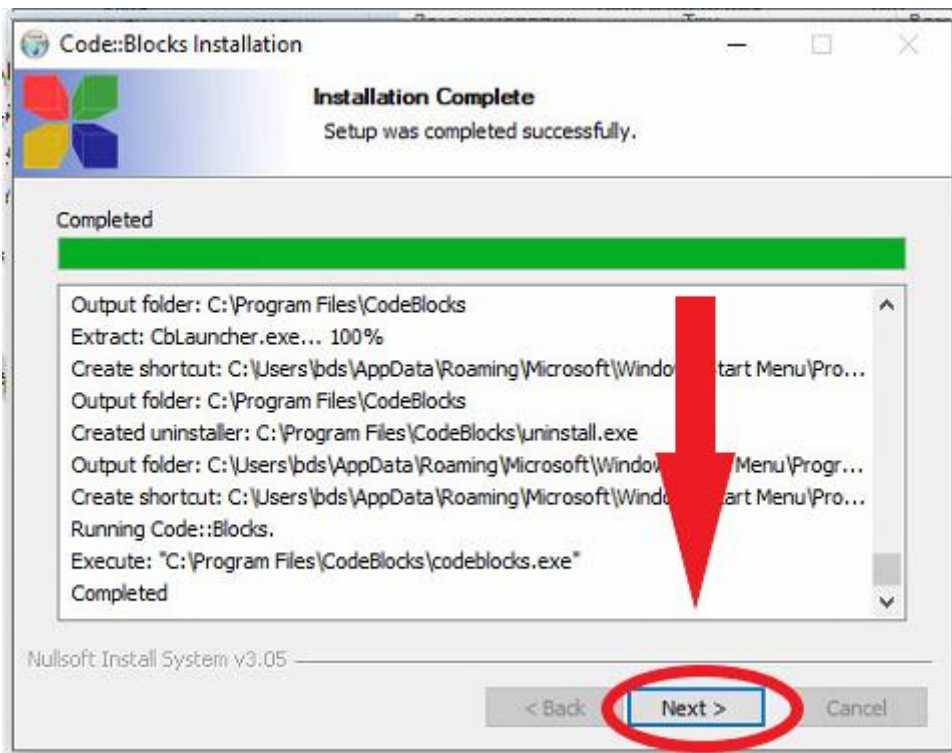 Code::Blocks Installation
Installation Complete
Setup was completed successfully.
Completed
Output folder: C:\Program Files\CodeBlocks
Extract: CbLauncher.exe... 100%
Create shortcut: C:\Users\bds\AppData\Roaming\Microsoft\Windo tart Menu\Pro...
Output folder: C:\Program Files\CodeBlocks
Created uninstaller: C:\Program Files\CodeBlocks\uninstall.exe
Output folder: C:\Users\bds\AppData\Roaming\Microsoft\Window Menu\Progr...
Create shortcut: C:\Users\bds\AppData\Roaming\Microsoft\Windo tart Menu\Pro...
Running Code::Blocks.
Execute: "C:\Program Files\CodeBlocks\codeblocks.exe"
Completed
Nullsoft Install System v3.05
< Back Next > Cancel